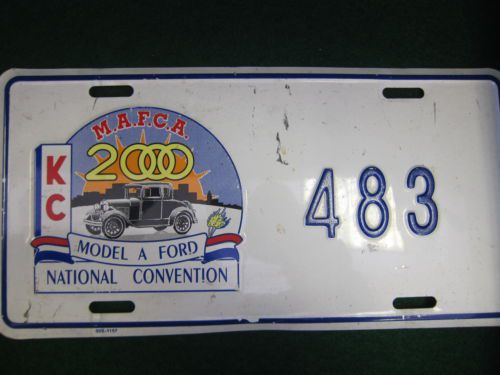 M.A.F.C.A.
2000
KC
MODEL A FORD
NATIONAL CONVENTION
483